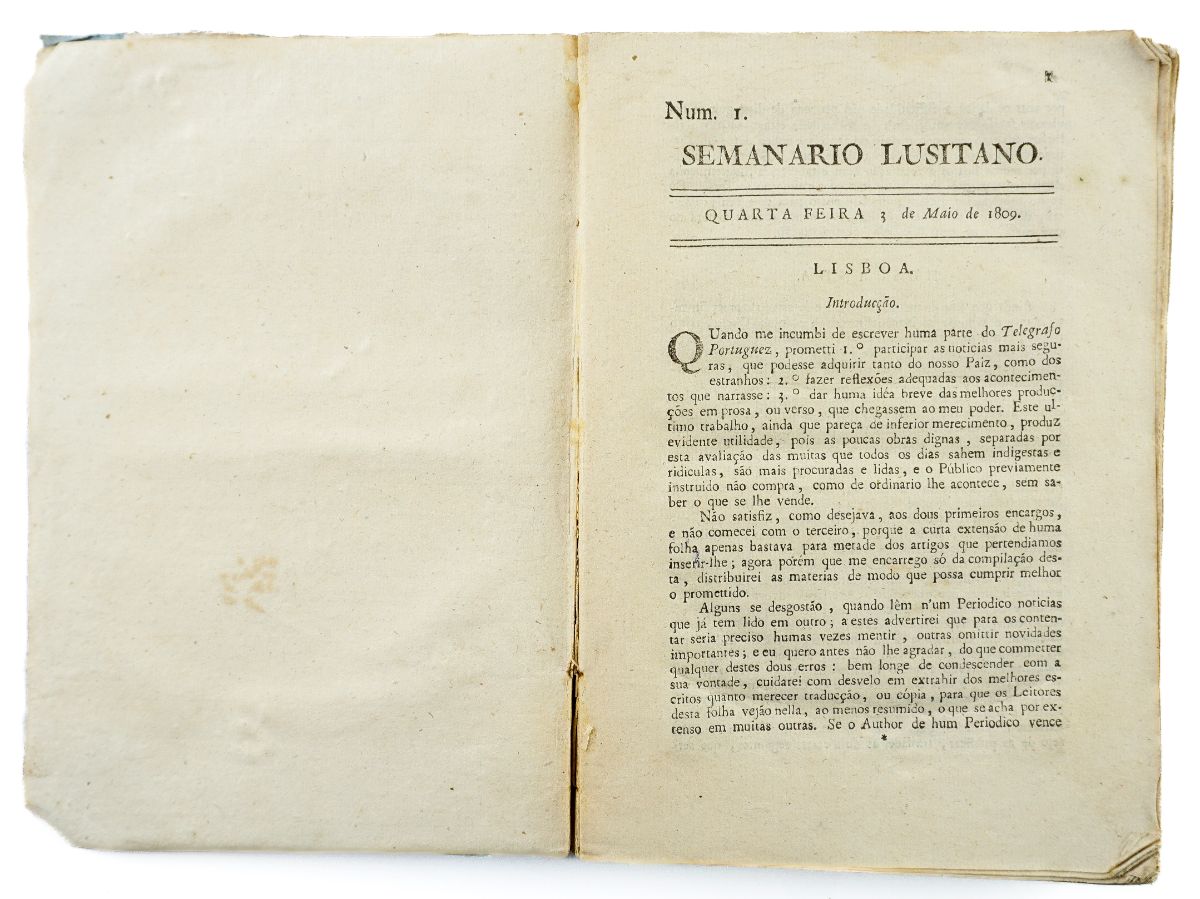 Num. 1.
SEMANARIO LUSITANO.
QUARTA FEIRA 3 de Maio de 1809.
LISBOA.
Introducção.
QUando me incumbi de escrever huma parte do Telegrafo
Portuguez, prometti 1.º participar as noticias mais segu-
ras, que podesse adquirir tanto do nosso Paiz, como dos
estranhos: 2.º fazer reflexões adequadas aos acontecimen-
tos que narrasse: 3.º dar huma idéa breve das melhores produc-
ções em prosa, ou verso, que chegassem ao meu poder. Este ul-
timo trabalho, ainda que pareça de inferior merecimento, produz
evidente utilidade, pois as poucas obras dignas, separadas por
esta avaliação das muitas que todos os dias sahem indigestas e
ridiculas, são mais procuradas e lidas, e o Público previamente
instruido não compra, como de ordinario lhe acontece, sem sa-
ber o que se lhe vende.
Não satisfiz, como desejava, aos dous primeiros encargos,
e não comecei com o terceiro, porque a curta extensão de huma
folha apenas bastava para metade dos artigos que pertendiamos
inserir-lhe; agora porém que me encarrego só da compilação des-
ta, distribuirei as materias de modo que possa cumprir melhor
o promettido.
Alguns se desgostão, quando lêm n'um Periodico noticias
que já tem lido em outro; a estes advertirei que para os conten-
tar seria preciso humas vezes mentir, outras omittir novidades
importantes; e eu quero antes não lhe agradar, do que commetter
qualquer destes dous erros: bem longe de condescender com a
sua vontade, cuidarei com desvelo em extrahir dos melhores es-
critos quanto merecer traducção, ou cópia, para que os Leitores
desta folha vejão nella, ao menos resumido, o que se acha por ex-
tenso em muitas outras. Se o Author de hum Periodico vence
*